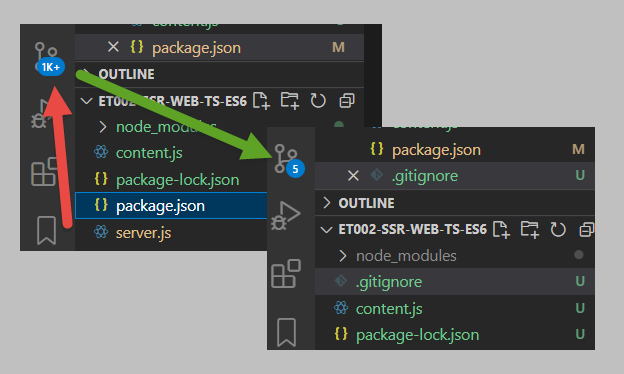 content.js
package.json M
1K+
OUTLINE
ET002-SSR-WEB-TS-ES6
node_modules
content.js
{} package-lock.json
{} package.json
server.js
content.js U
{} package.json M
5
.gitignore U
OUTLINE
ET002-SSR-WEB-TS-ES6
node_modules
.gitignore U
content.js U
{} package-lock.json U